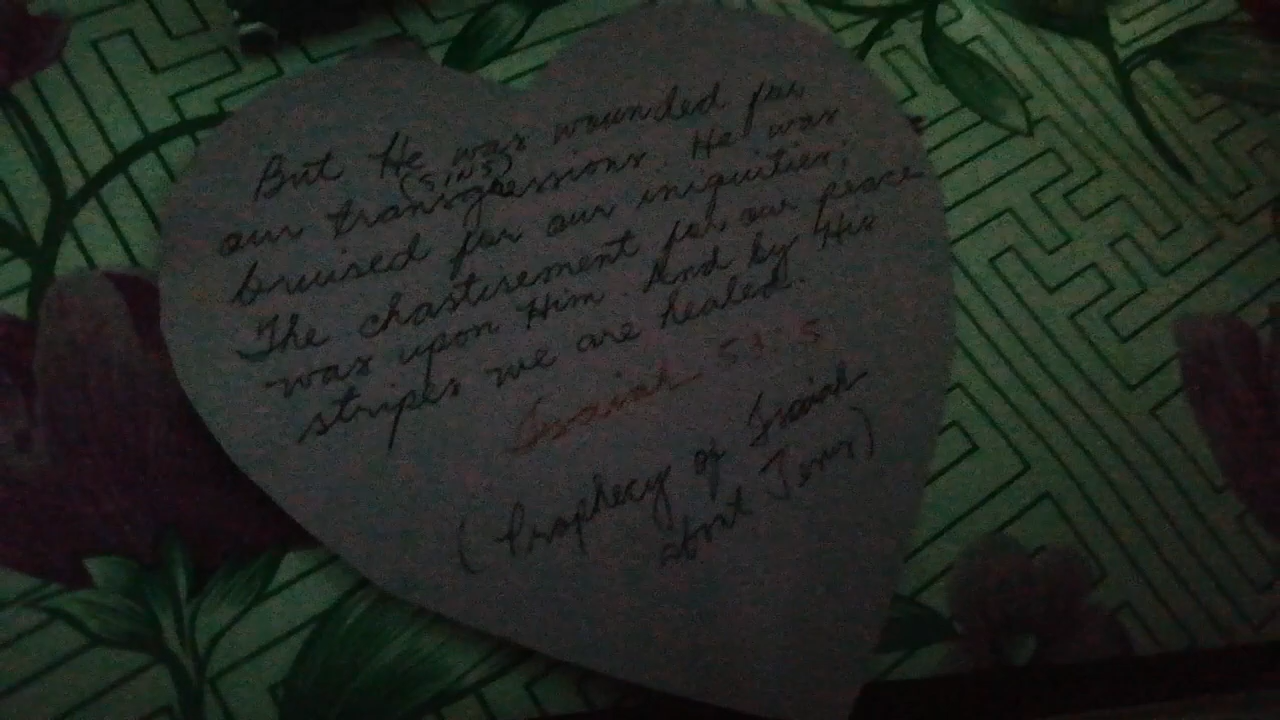 But He was wounded for
(SINS)
our transgressions. He was
bruised for our iniquities;
The chastisement for our peace
was upon Him. And by His
stripes we are healed.
Isaiah 53:5
(Prophecy of Isaiah
about Jesus)